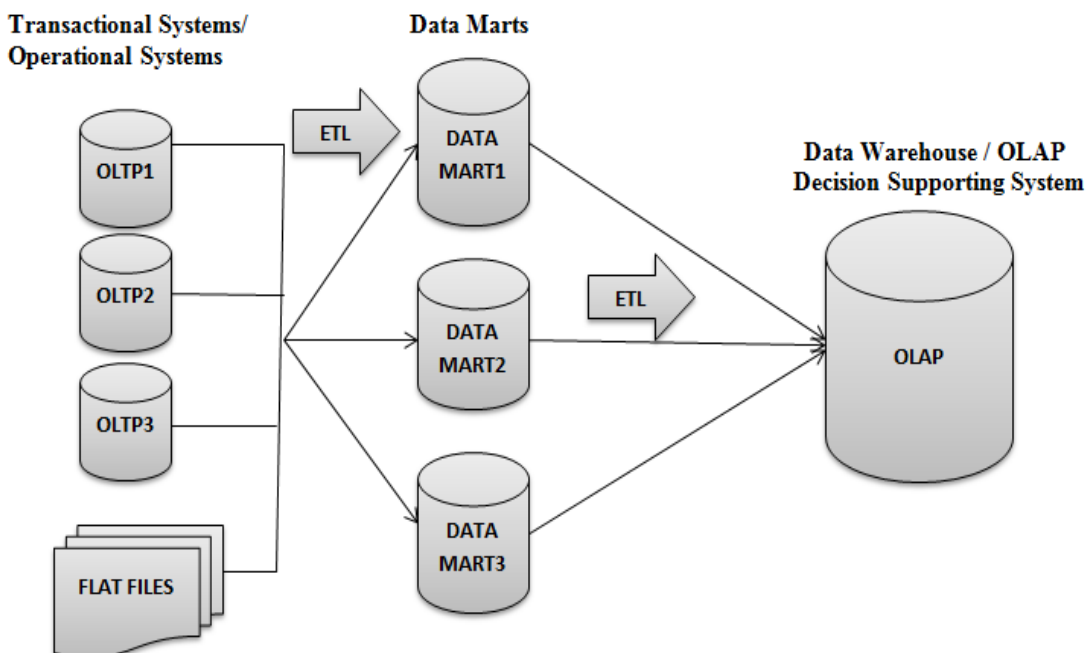 Transactional Systems/
Operational Systems
Data Marts
Data Warehouse / OLAP
Decision Supporting System
OLTP1
OLTP2
OLTP3
FLAT FILES
ETL
DATA
MART1
DATA
MART2
DATA
MART3
ETL
OLAP